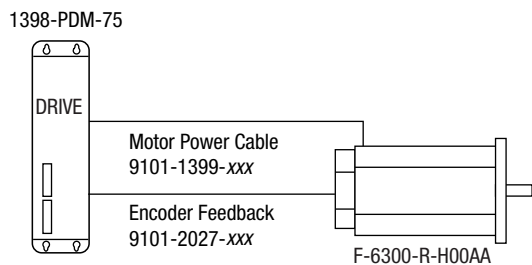 1398-PDM-75
DRIVE
Motor Power Cable
9101-1399-xxx
Encoder Feedback
9101-2027-xxx
F-6300-R-H00AA